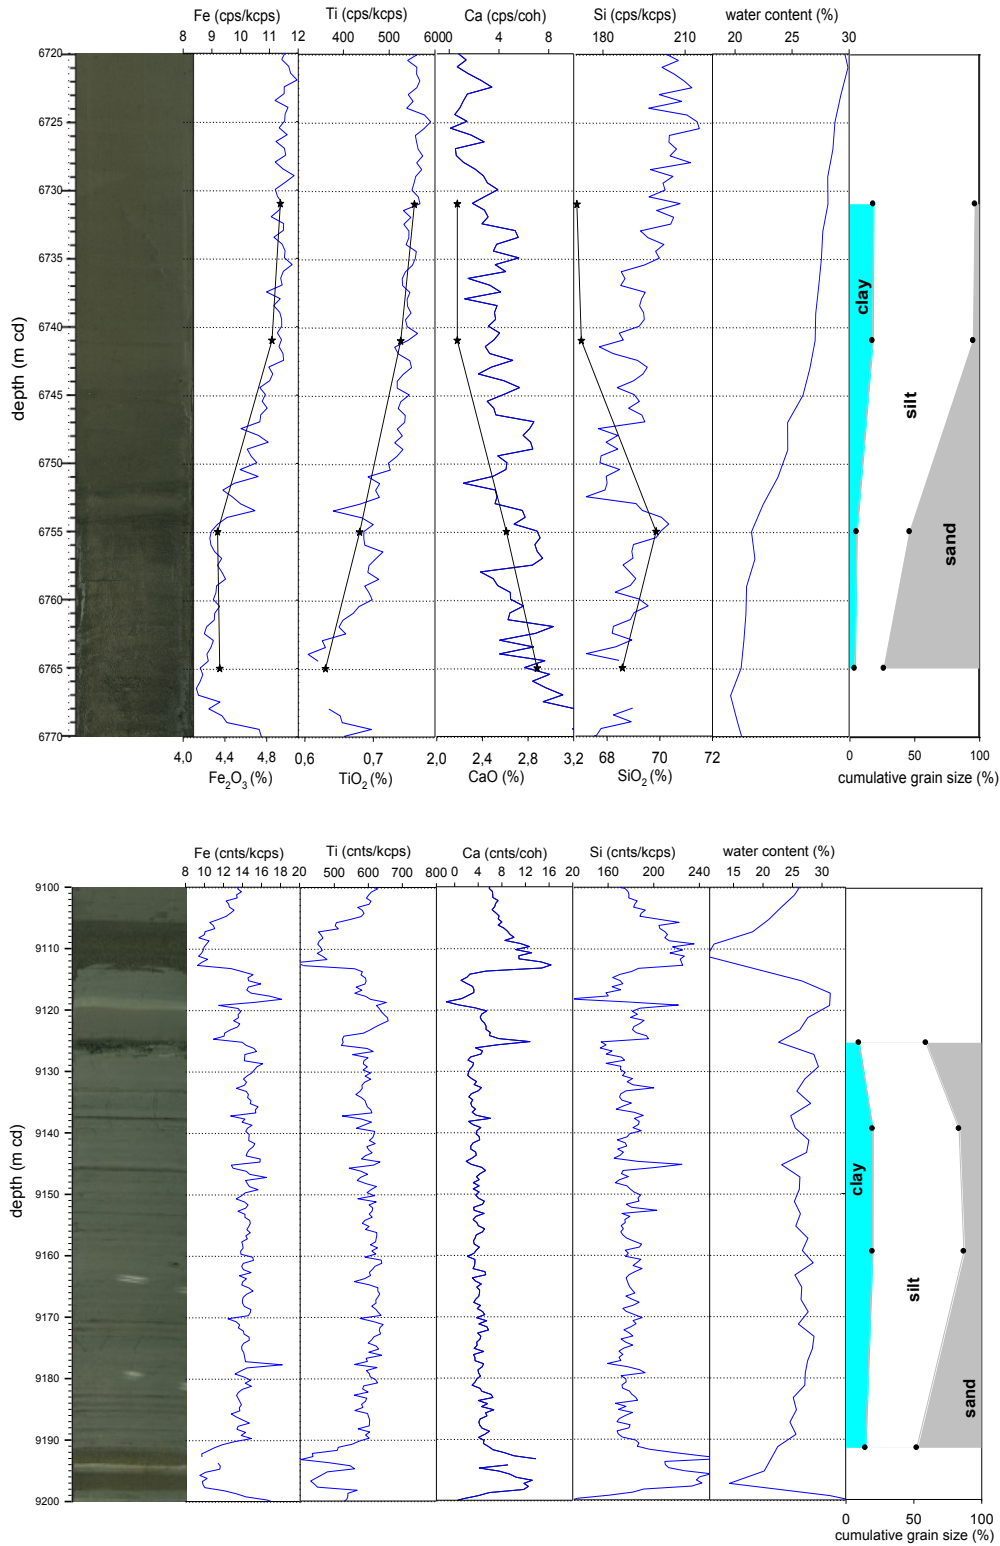 Fe (cps/kcps) Ti (cps/kcps) Ca (cps/coh) Si (cps/kcps) water content (%)
8 9 10 11 12 400 500 6000 4 8 180 210 20 25 30
6720
6725
6730
6735
6740
6745
6750
6755
6760
6765
6770
depth (m cd)
clay
silt
sand
4,0 4,4 4,8 0,6 0,7 2,0 2,4 2,8 3,2 68 70 72 0 50 100
Fe2O3 (%) TiO2 (%) CaO (%) SiO2 (%) cumulative grain size (%)
Fe (cnts/kcps) Ti (cnts/kcps) Ca (cnts/coh) Si (cnts/kcps) water content (%)
8 10 12 14 16 18 20 500 600 700 800 0 4 8 12 16 20 160 200 240 15 20 25 30
9100
9110
9120
9130
9140
9150
9160
9170
9180
9190
9200
depth (m cd)
clay
silt
sand
0 50 100
cumulative grain size (%)